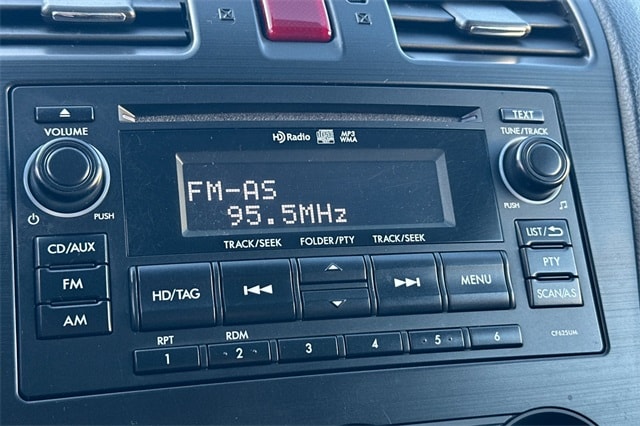 TEXT
VOLUME
TUNE/TRACK
HD Radio
MP3
WMA
FM-AS
95.5MHz
PUSH
PUSH
TRACK/SEEK FOLDER/PTY TRACK/SEEK
LIST/
CD/AUX
PTY
FM
HD/TAG
MENU
SCAN/A.S
AM
RPT RDM
1 2 3 4 5 6
CF625UM